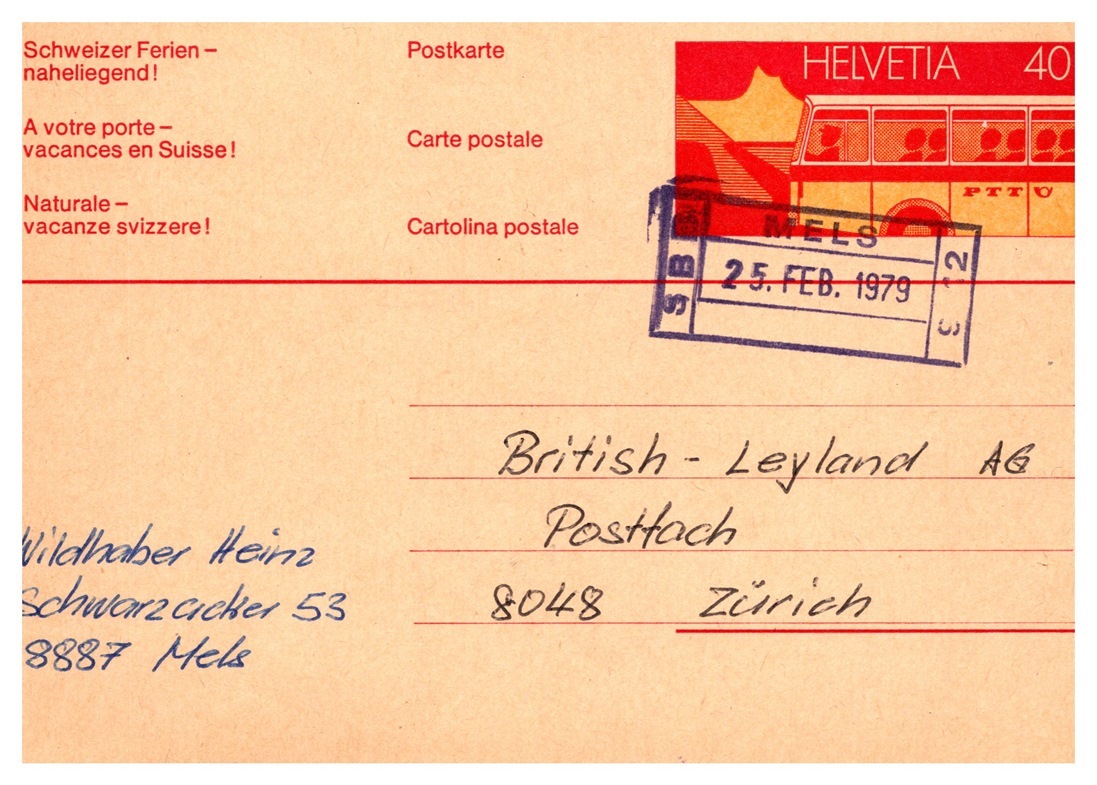 Schweizer Ferien –
naheliegend!
A votre porte –
vacances en Suisse!
Naturale –
vacanze svizzere!
Postkarte
Carte postale
Cartolina postale
HELVETIA 40
PTT
SBB
MELS
25. FEB. 1979
British - Leyland AG
Postfach
8048 Zürich
Wildhaber Heinz
Schwarzacker 53
8887 Mels